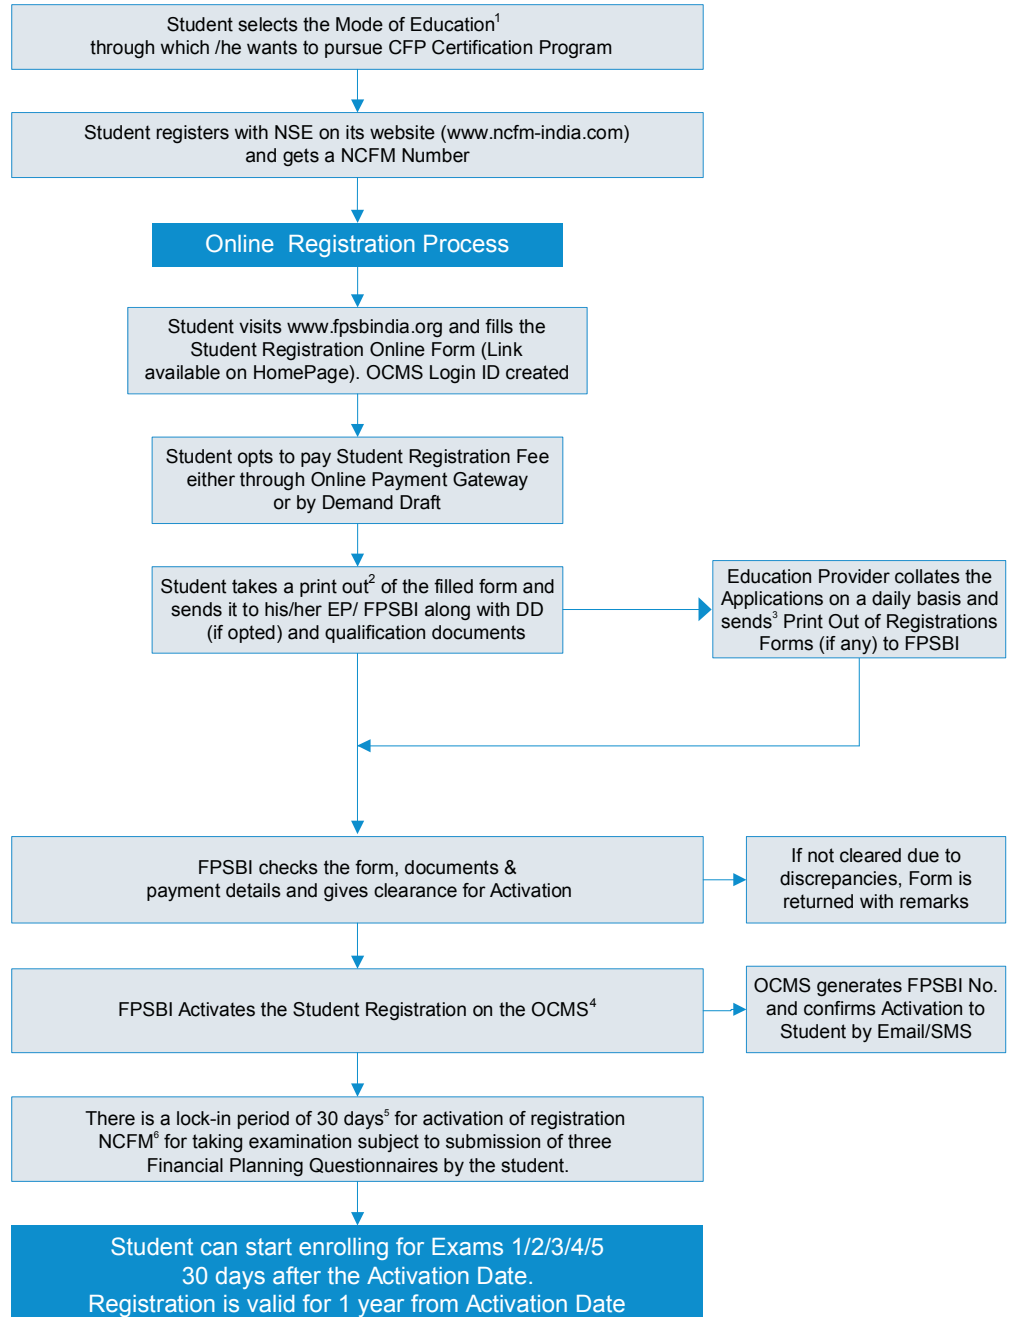 Student selects the Mode of Education1
through which /he wants to pursue CFP Certification Program
Student registers with NSE on its website (www.ncfm-india.com)
and gets a NCFM Number
Online Registration Process
Student visits www.fpsbindia.org and fills the
Student Registration Online Form (Link
available on HomePage). OCMS Login ID created
Student opts to pay Student Registration Fee
either through Online Payment Gateway
or by Demand Draft
Student takes a print out2 of the filled form and
sends it to his/her EP/ FPSBI along with DD
(if opted) and qualification documents
Education Provider collates the
Applications on a daily basis and
sends3 Print Out of Registrations
Forms (if any) to FPSBI
FPSBI checks the form, documents &
payment details and gives clearance for Activation
If not cleared due to
discrepancies, Form is
returned with remarks
FPSBI Activates the Student Registration on the OCMS4
OCMS generates FPSBI No.
and confirms Activation to
Student by Email/SMS
There is a lock-in period of 30 days5 for activation of registration
NCFM6 for taking examination subject to submission of three
Financial Planning Questionnaires by the student.
Student can start enrolling for Exams 1/2/3/4/5
30 days after the Activation Date.
Registration is valid for 1 year from Activation Date